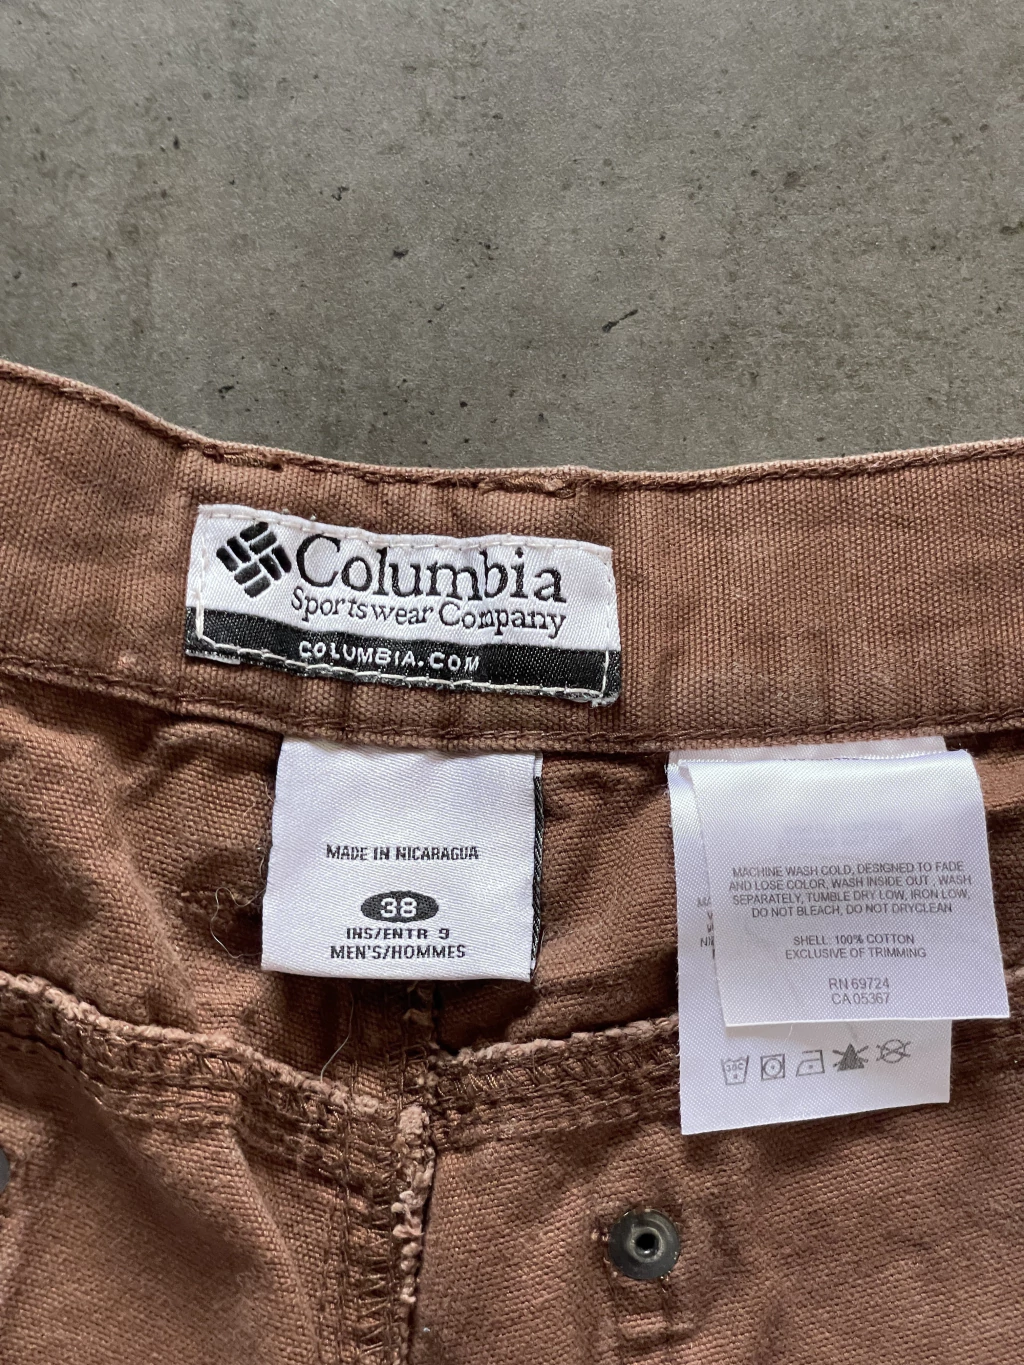 Columbia
Sportswear Company
COLUMBIA.COM
MADE IN NICARAGUA
38
INS/ENTR 9
MEN'S/HOMMES
MACHINE WASH COLD, DESIGNED TO FADE
AND LOSE COLOR, WASH INSIDE OUT , WASH
SEPARATELY, TUMBLE DRY LOW, IRON LOW,
DO NOT BLEACH, DO NOT DRYCLEAN
SHELL: 100% COTTON
EXCLUSIVE OF TRIMMING
RN 69724
CA 05367